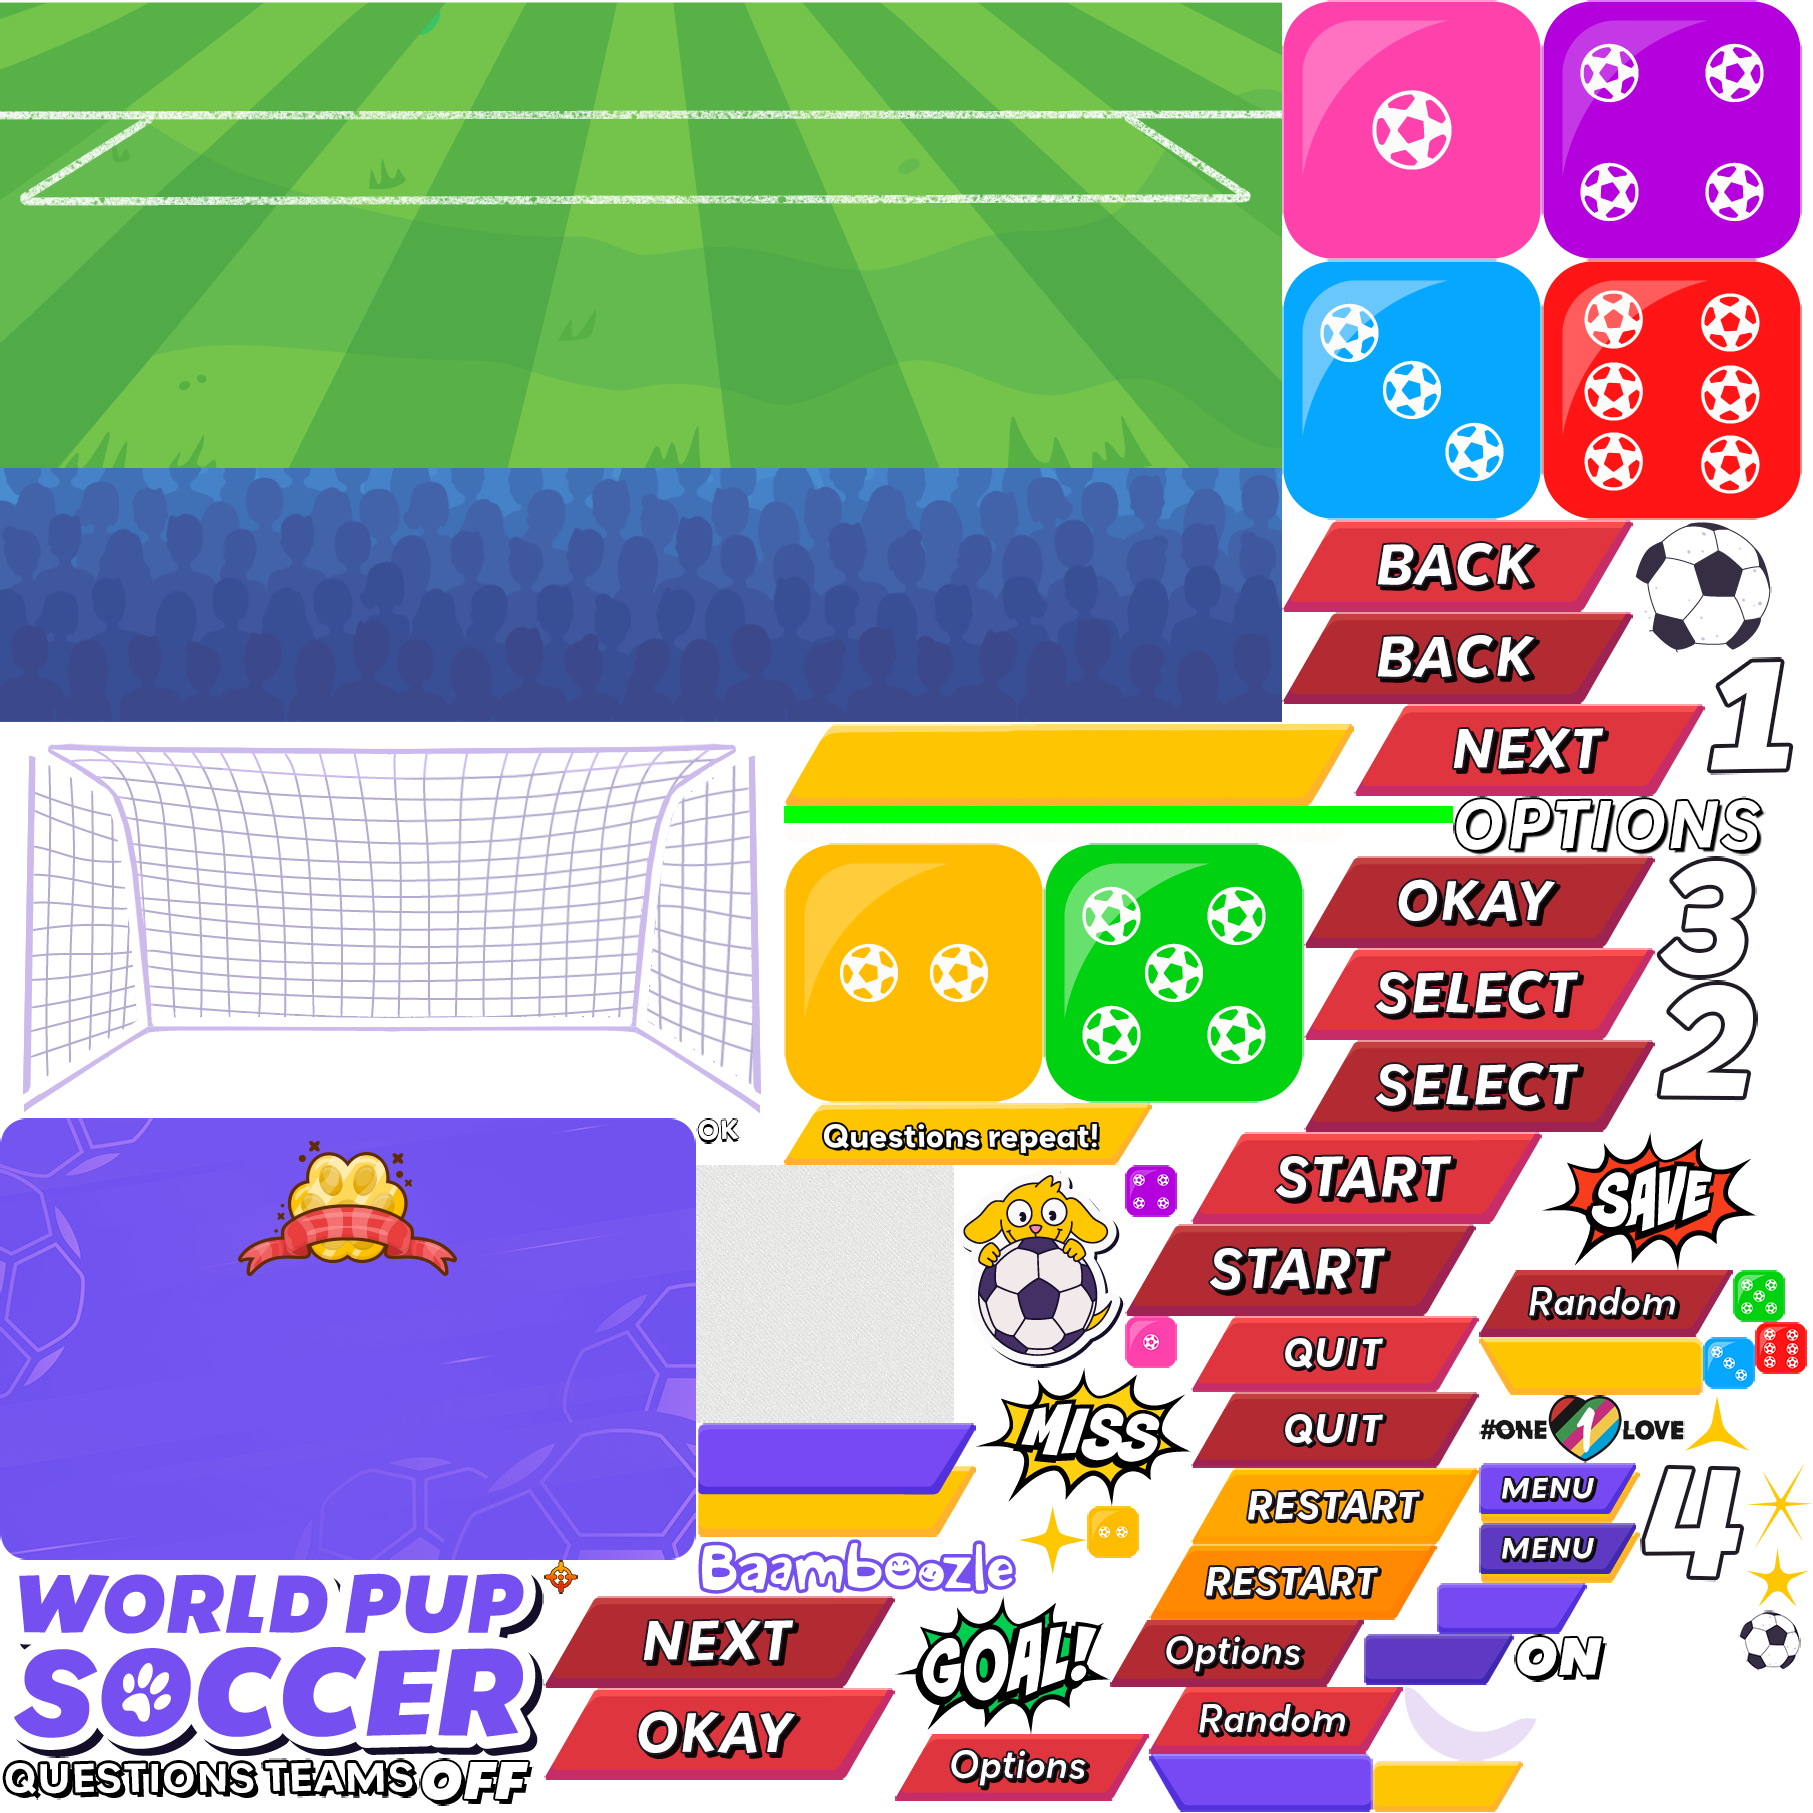 BACK
BACK
NEXT
1
OPTIONS
OKAY
3
SELECT
2
SELECT
OK
Questions repeat!
START
SAVE
START
Random
QUIT
MISS
QUIT
#ONE 1 LOVE
RESTART
MENU
4
MENU
Baamboozle
RESTART
WORLD PUP
SOCCER
NEXT
GOAL!
Options
ON
OKAY
Random
Options
QUESTIONS TEAMS OFF